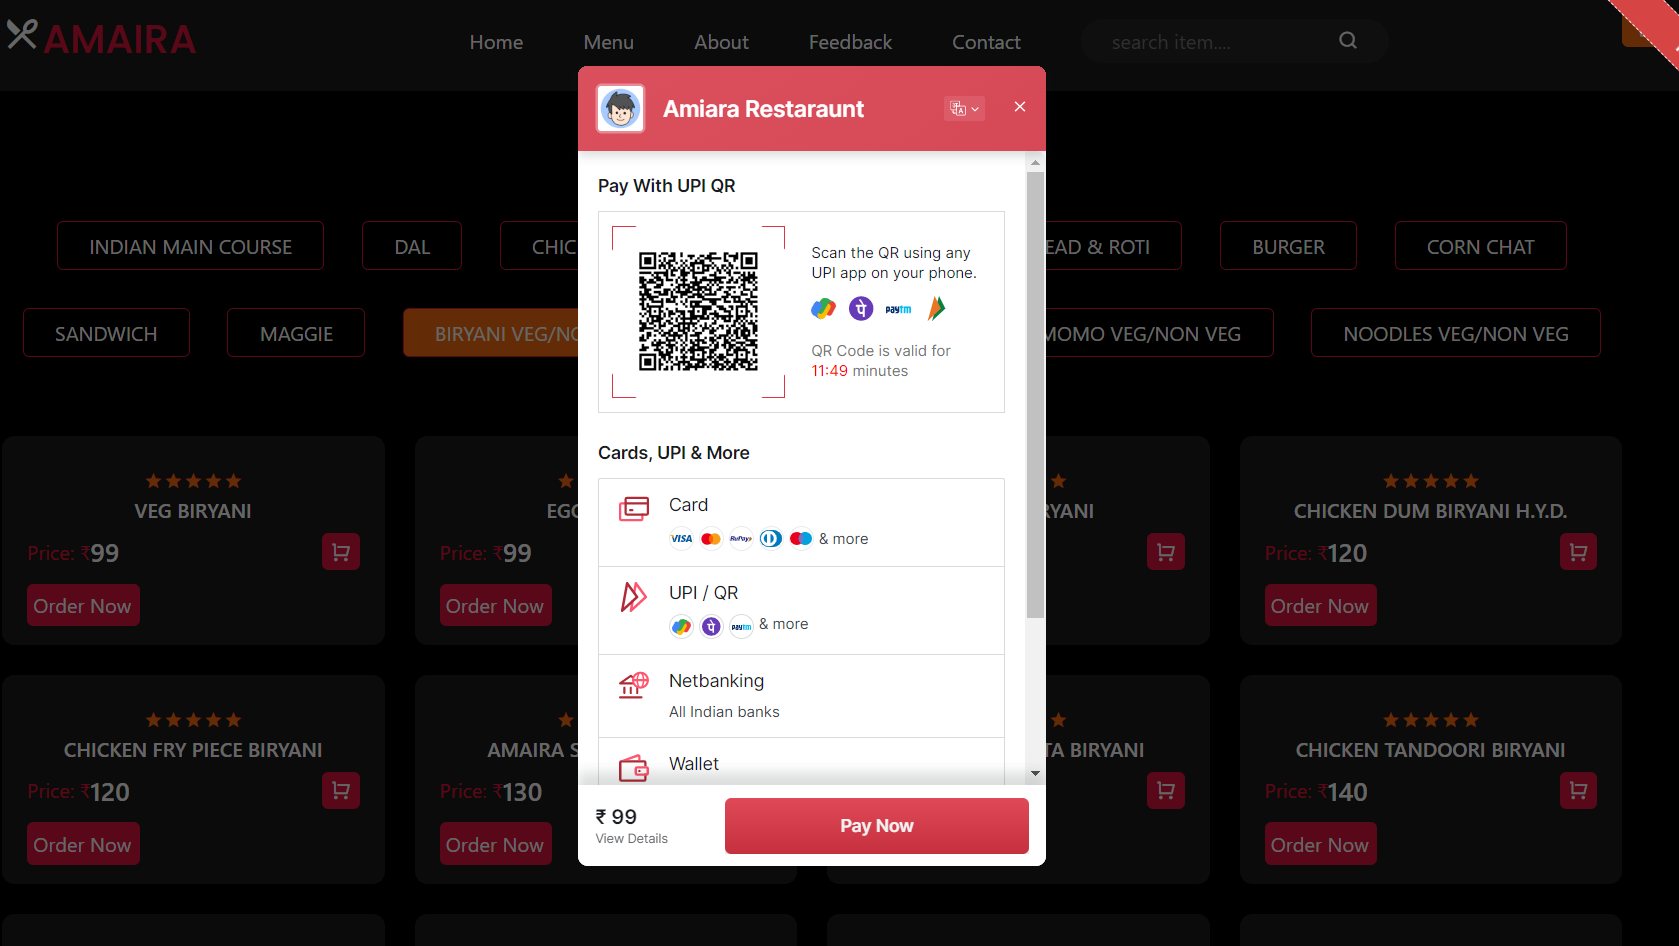 AMAIRA
Home
Menu
About
Feedback
Contact
search item....
Amiara Restaraunt
Pay With UPI QR
Scan the QR using any
UPI app on your phone.
paytm
QR Code is valid for
11:49 minutes
Cards, UPI & More
Card
VISA
RuPay
& more
UPI / QR
paytm
& more
Netbanking
All Indian banks
Wallet
₹ 99
View Details
Pay Now
INDIAN MAIN COURSE
DAL
CHIC
EAD & ROTI
BURGER
CORN CHAT
SANDWICH
MAGGIE
BIRYANI VEG/NO
MOMO VEG/NON VEG
NOODLES VEG/NON VEG
VEG BIRYANI
Price: ₹99
Order Now
EGG
Price: ₹99
Order Now
RYANI
CHICKEN DUM BIRYANI H.Y.D.
Price: ₹120
Order Now
CHICKEN FRY PIECE BIRYANI
Price: ₹120
Order Now
AMAIRA S
Price: ₹130
Order Now
TA BIRYANI
CHICKEN TANDOORI BIRYANI
Price: ₹140
Order Now